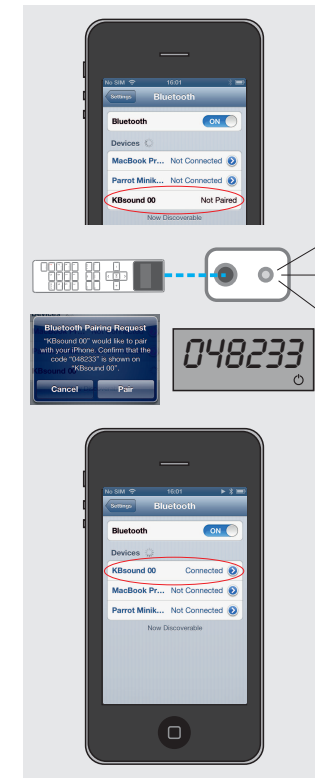 No SIM 16:01
Settings Bluetooth
Bluetooth ON
Devices
MacBook Pr... Not Connected
Parrot Minik... Not Connected
KBsound 00 Not Paired
Now Discoverable
Bluetooth Pairing Request
"KBsound 00" would like to pair
with your iPhone. Confirm that the
code "048233" is shown on
"KBsound 00".
Cancel Pair
048233
No SIM 16:01
Settings Bluetooth
Bluetooth ON
Devices
KBsound 00 Connected
MacBook Pr... Not Connected
Parrot Minik... Not Connected
Now Discoverable